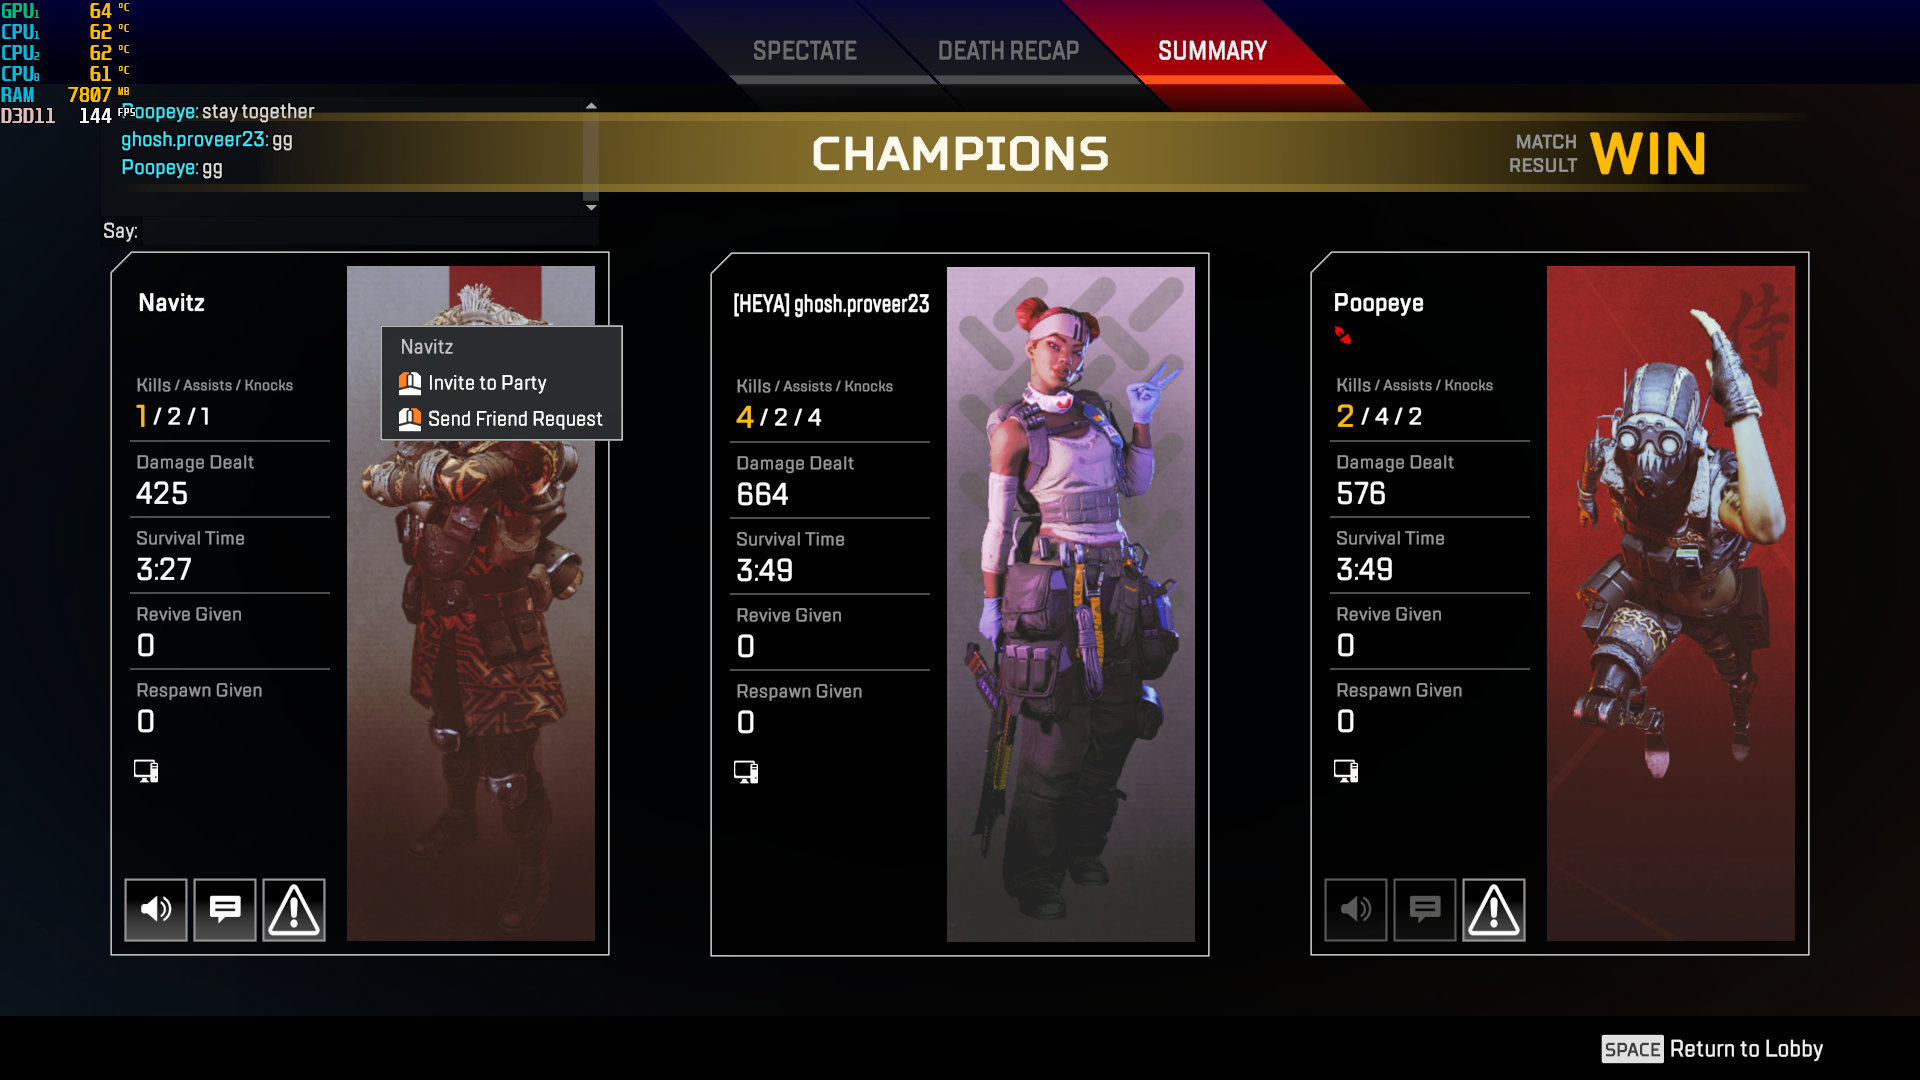 GPU1 64 °C
CPU1 62 °C
CPU2 62 °C
CPU8 61 °C
RAM 7807 MB
D3D11 144 FPS
SPECTATE
DEATH RECAP
SUMMARY
Poopeye: stay together
ghosh.proveer23: gg
Poopeye: gg
Say:
CHAMPIONS
MATCH RESULT WIN
Navitz
Kills / Assists / Knocks
1 / 2 / 1
Damage Dealt
425
Survival Time
3:27
Revive Given
0
Respawn Given
0
Navitz
Invite to Party
Send Friend Request
[HEYA] ghosh.proveer23
Kills / Assists / Knocks
4 / 2 / 4
Damage Dealt
664
Survival Time
3:49
Revive Given
0
Respawn Given
0
Poopeye
Kills / Assists / Knocks
2 / 4 / 2
Damage Dealt
576
Survival Time
3:49
Revive Given
0
Respawn Given
0
侍
SPACE Return to Lobby